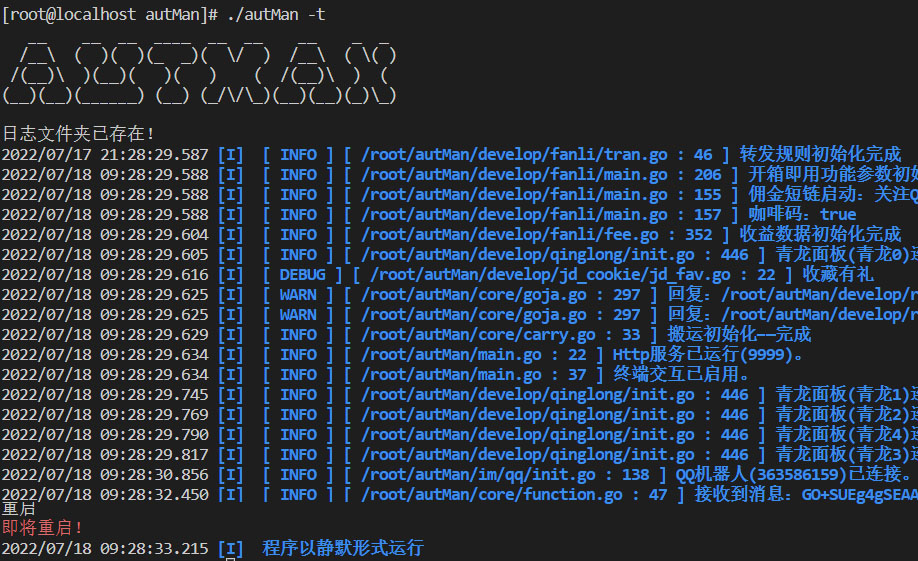 [root@localhost autMan]# ./autMan -t
日志文件夹已存在！
2022/07/17 21:28:29.587 [I]  [ INFO ] [ /root/autMan/develop/fanli/tran.go : 46 ] 转发规则初始化完成
2022/07/18 09:28:29.588 [I]  [ INFO ] [ /root/autMan/develop/fanli/main.go : 206 ] 开箱即用功能参数初始
2022/07/18 09:28:29.588 [I]  [ INFO ] [ /root/autMan/develop/fanli/main.go : 155 ] 佣金短链启动：关注Q
2022/07/18 09:28:29.588 [I]  [ INFO ] [ /root/autMan/develop/fanli/main.go : 157 ] 咖啡码：true
2022/07/18 09:28:29.604 [I]  [ INFO ] [ /root/autMan/develop/fanli/fee.go : 352 ] 收益数据初始化完成
2022/07/18 09:28:29.605 [I]  [ INFO ] [ /root/autMan/develop/qinglong/init.go : 446 ] 青龙面板(青龙0)连
2022/07/18 09:28:29.616 [I]  [ DEBUG ] [ /root/autMan/develop/jd_cookie/jd_fav.go : 22 ] 收藏有礼
2022/07/18 09:28:29.625 [I]  [ WARN ] [ /root/autMan/core/goja.go : 297 ] 回复：/root/autMan/develop/r
2022/07/18 09:28:29.625 [I]  [ WARN ] [ /root/autMan/core/goja.go : 297 ] 回复：/root/autMan/develop/r
2022/07/18 09:28:29.629 [I]  [ INFO ] [ /root/autMan/core/carry.go : 33 ] 搬运初始化——完成
2022/07/18 09:28:29.634 [I]  [ INFO ] [ /root/autMan/main.go : 22 ] Http服务已运行(9999)。
2022/07/18 09:28:29.634 [I]  [ INFO ] [ /root/autMan/main.go : 37 ] 终端交互已启用。
2022/07/18 09:28:29.745 [I]  [ INFO ] [ /root/autMan/develop/qinglong/init.go : 446 ] 青龙面板(青龙1)连
2022/07/18 09:28:29.769 [I]  [ INFO ] [ /root/autMan/develop/qinglong/init.go : 446 ] 青龙面板(青龙2)连
2022/07/18 09:28:29.790 [I]  [ INFO ] [ /root/autMan/develop/qinglong/init.go : 446 ] 青龙面板(青龙4)连
2022/07/18 09:28:29.817 [I]  [ INFO ] [ /root/autMan/develop/qinglong/init.go : 446 ] 青龙面板(青龙3)连
2022/07/18 09:28:30.856 [I]  [ INFO ] [ /root/autMan/im/qq/init.go : 138 ] QQ机器人(363586159)已连接。
2022/07/18 09:28:32.450 [I]  [ INFO ] [ /root/autMan/core/function.go : 47 ] 接收到消息：GO+SUEg4gSEAA
重启
即将重启！
2022/07/18 09:28:33.215 [I]  程序以静默形式运行